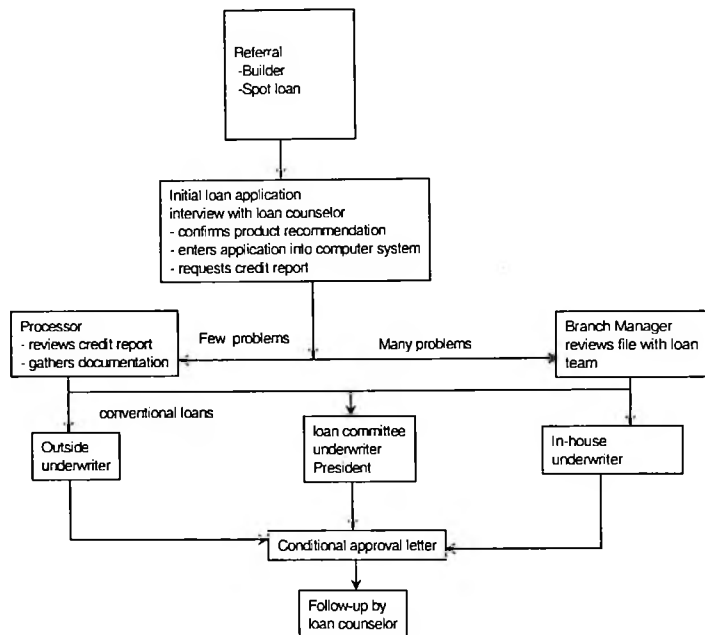 Referral
-Builder
-Spot loan
Initial loan application
interview with loan counselor
- confirms product recommendation
- enters application into computer system
- requests credit report
Processor
- reviews credit report
- gathers documentation
Few problems
Many problems
Branch Manager
reviews file with loan
team
conventional loans
Outside
underwriter
loan committee
underwriter
President
In-house
underwriter
Conditional approval letter
Follow-up by
loan counselor